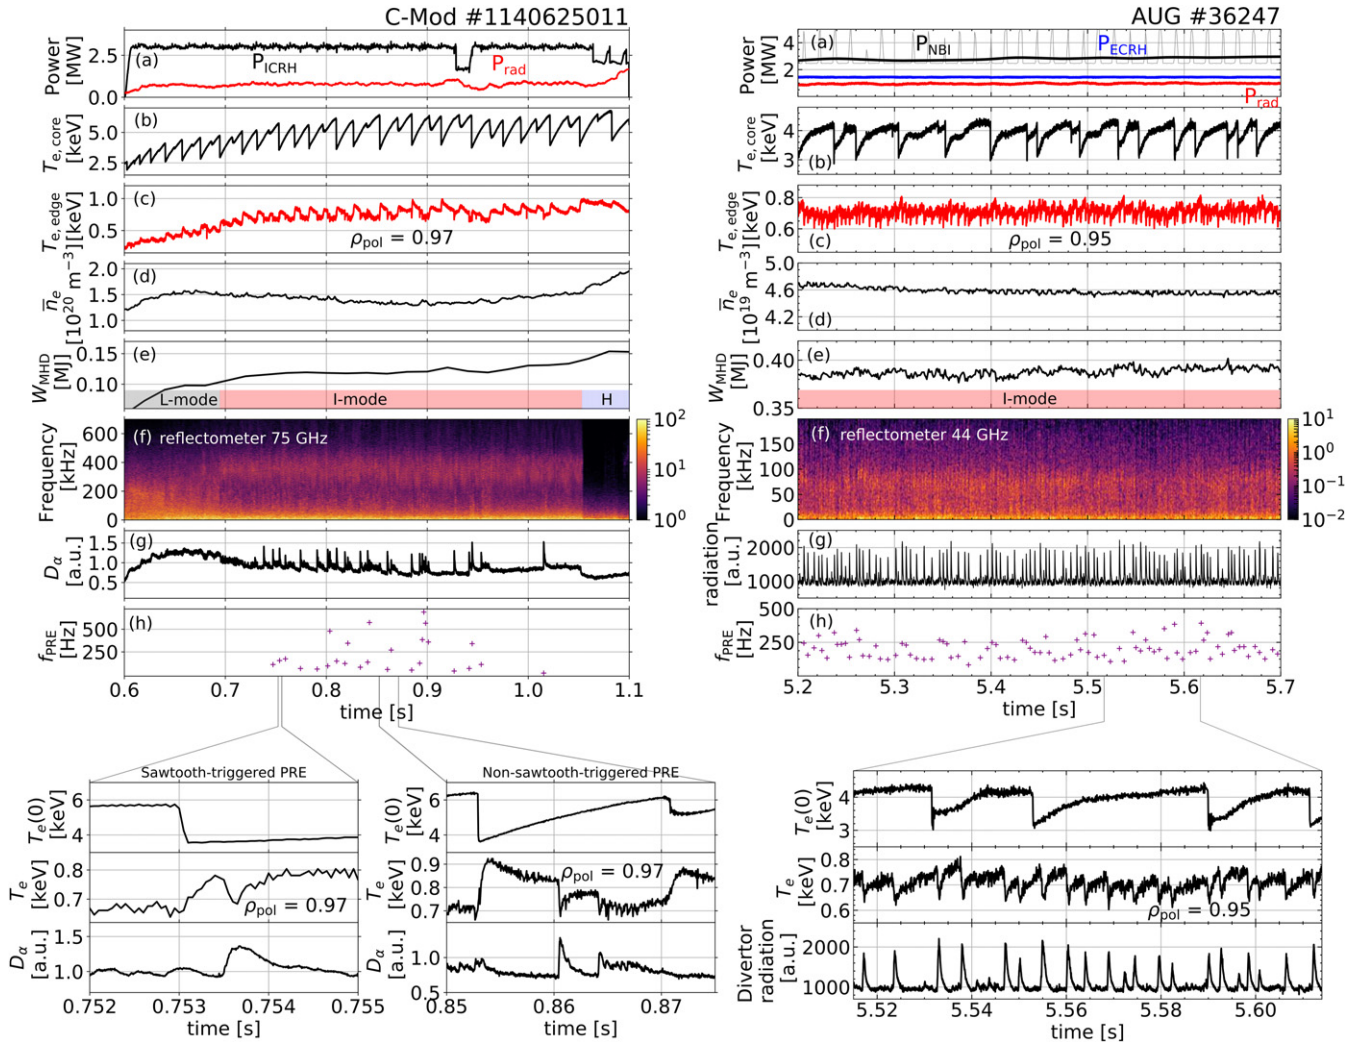 C-Mod #1140625011
Power
[MW]
2.5
0.0
(a)
P_ICRH
P_rad
T_e,core
[keV]
5.0
2.5
(b)
T_e,edge
[keV]
1.0
0.5
(c)
ρ_pol = 0.97
n̅_e
[10^20 m^−3]
2.0
1.5
1.0
(d)
W_MHD
[MJ]
0.15
0.10
(e)
L-mode I-mode H
Frequency
[kHz]
600
400
200
0
(f) reflectometer 75 GHz
10^2
10^1
10^0
D_α
[a.u.]
1.5
1.0
0.5
(g)
f_PRE
[Hz]
500
250
(h)
0.6 0.7 0.8 0.9 1.0 1.1
time [s]
AUG #36247
Power
[MW]
4
2
(a)
P_NBI
P_ECRH
P_rad
T_e,core
[keV]
4
3
(b)
T_e,edge
[keV]
0.8
0.6
(c)
ρ_pol = 0.95
n̅_e
[10^19 m^−3]
5.0
4.6
4.2
(d)
W_MHD
[MJ]
0.40
0.35
(e)
I-mode
Frequency
[kHz]
150
100
50
0
(f) reflectometer 44 GHz
10^1
10^0
10^−1
10^−2
radiation
[a.u.]
2000
1000
(g)
f_PRE
[Hz]
500
250
0
(h)
5.2 5.3 5.4 5.5 5.6 5.7
time [s]
Sawtooth-triggered PRE
T_e(0)
[keV]
6
4
T_e
[keV]
0.8
0.7
ρ_pol = 0.97
D_α
[a.u.]
1.5
1.0
0.752 0.753 0.754 0.755
time [s]
Non-sawtooth-triggered PRE
T_e(0)
[keV]
6
4
T_e
[keV]
0.9
0.8
0.7
ρ_pol = 0.97
D_α
[a.u.]
1.0
0.5
0.85 0.86 0.87
time [s]
T_e(0)
[keV]
4
3
T_e
[keV]
0.8
0.7
0.6
ρ_pol = 0.95
Divertor
radiation
[a.u.]
2000
1000
5.52 5.54 5.56 5.58 5.60
time [s]